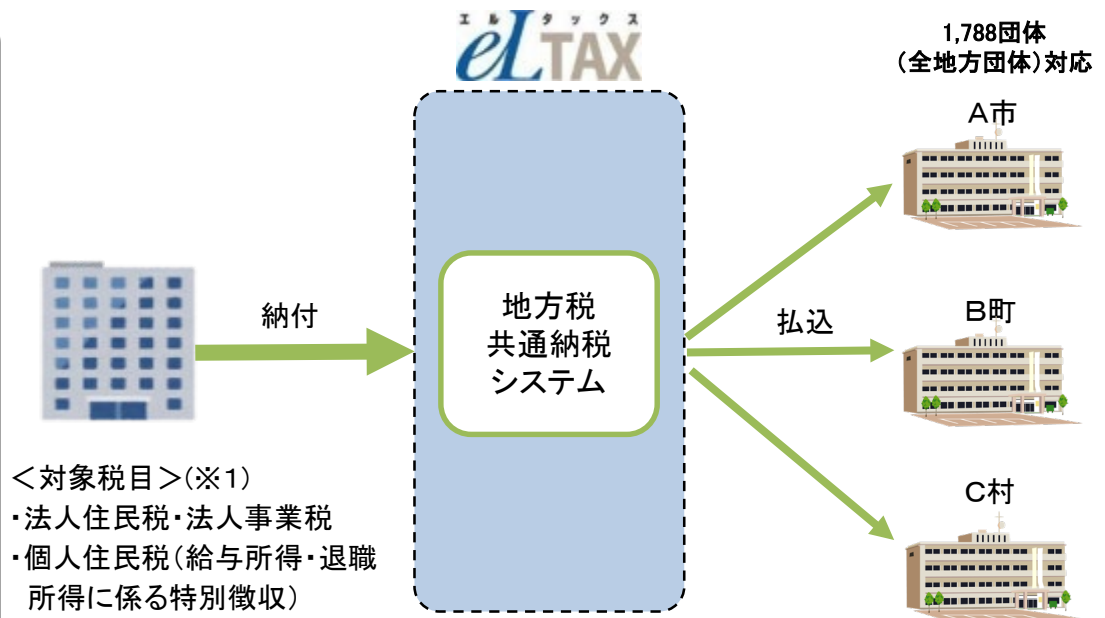 エルタックス
eLTAX
1,788団体
(全地方団体)対応
A市
納付
地方税
共通納税
システム
払込
B町
C村
<対象税目>(※1)
・法人住民税・法人事業税
・個人住民税(給与所得・退職
所得に係る特別徴収)